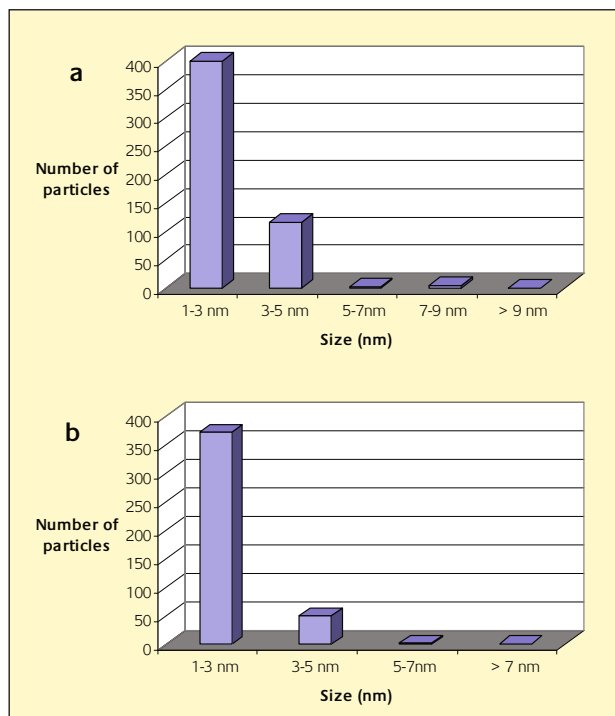 a
400
350
300
250
200
150
100
50
0
Number of
particles
1-3 nm 3-5 nm 5-7nm 7-9 nm > 9 nm
Size (nm)
b
400
350
300
250
200
150
100
50
0
Number of
particles
1-3 nm 3-5 nm 5-7nm > 7 nm
Size (nm)